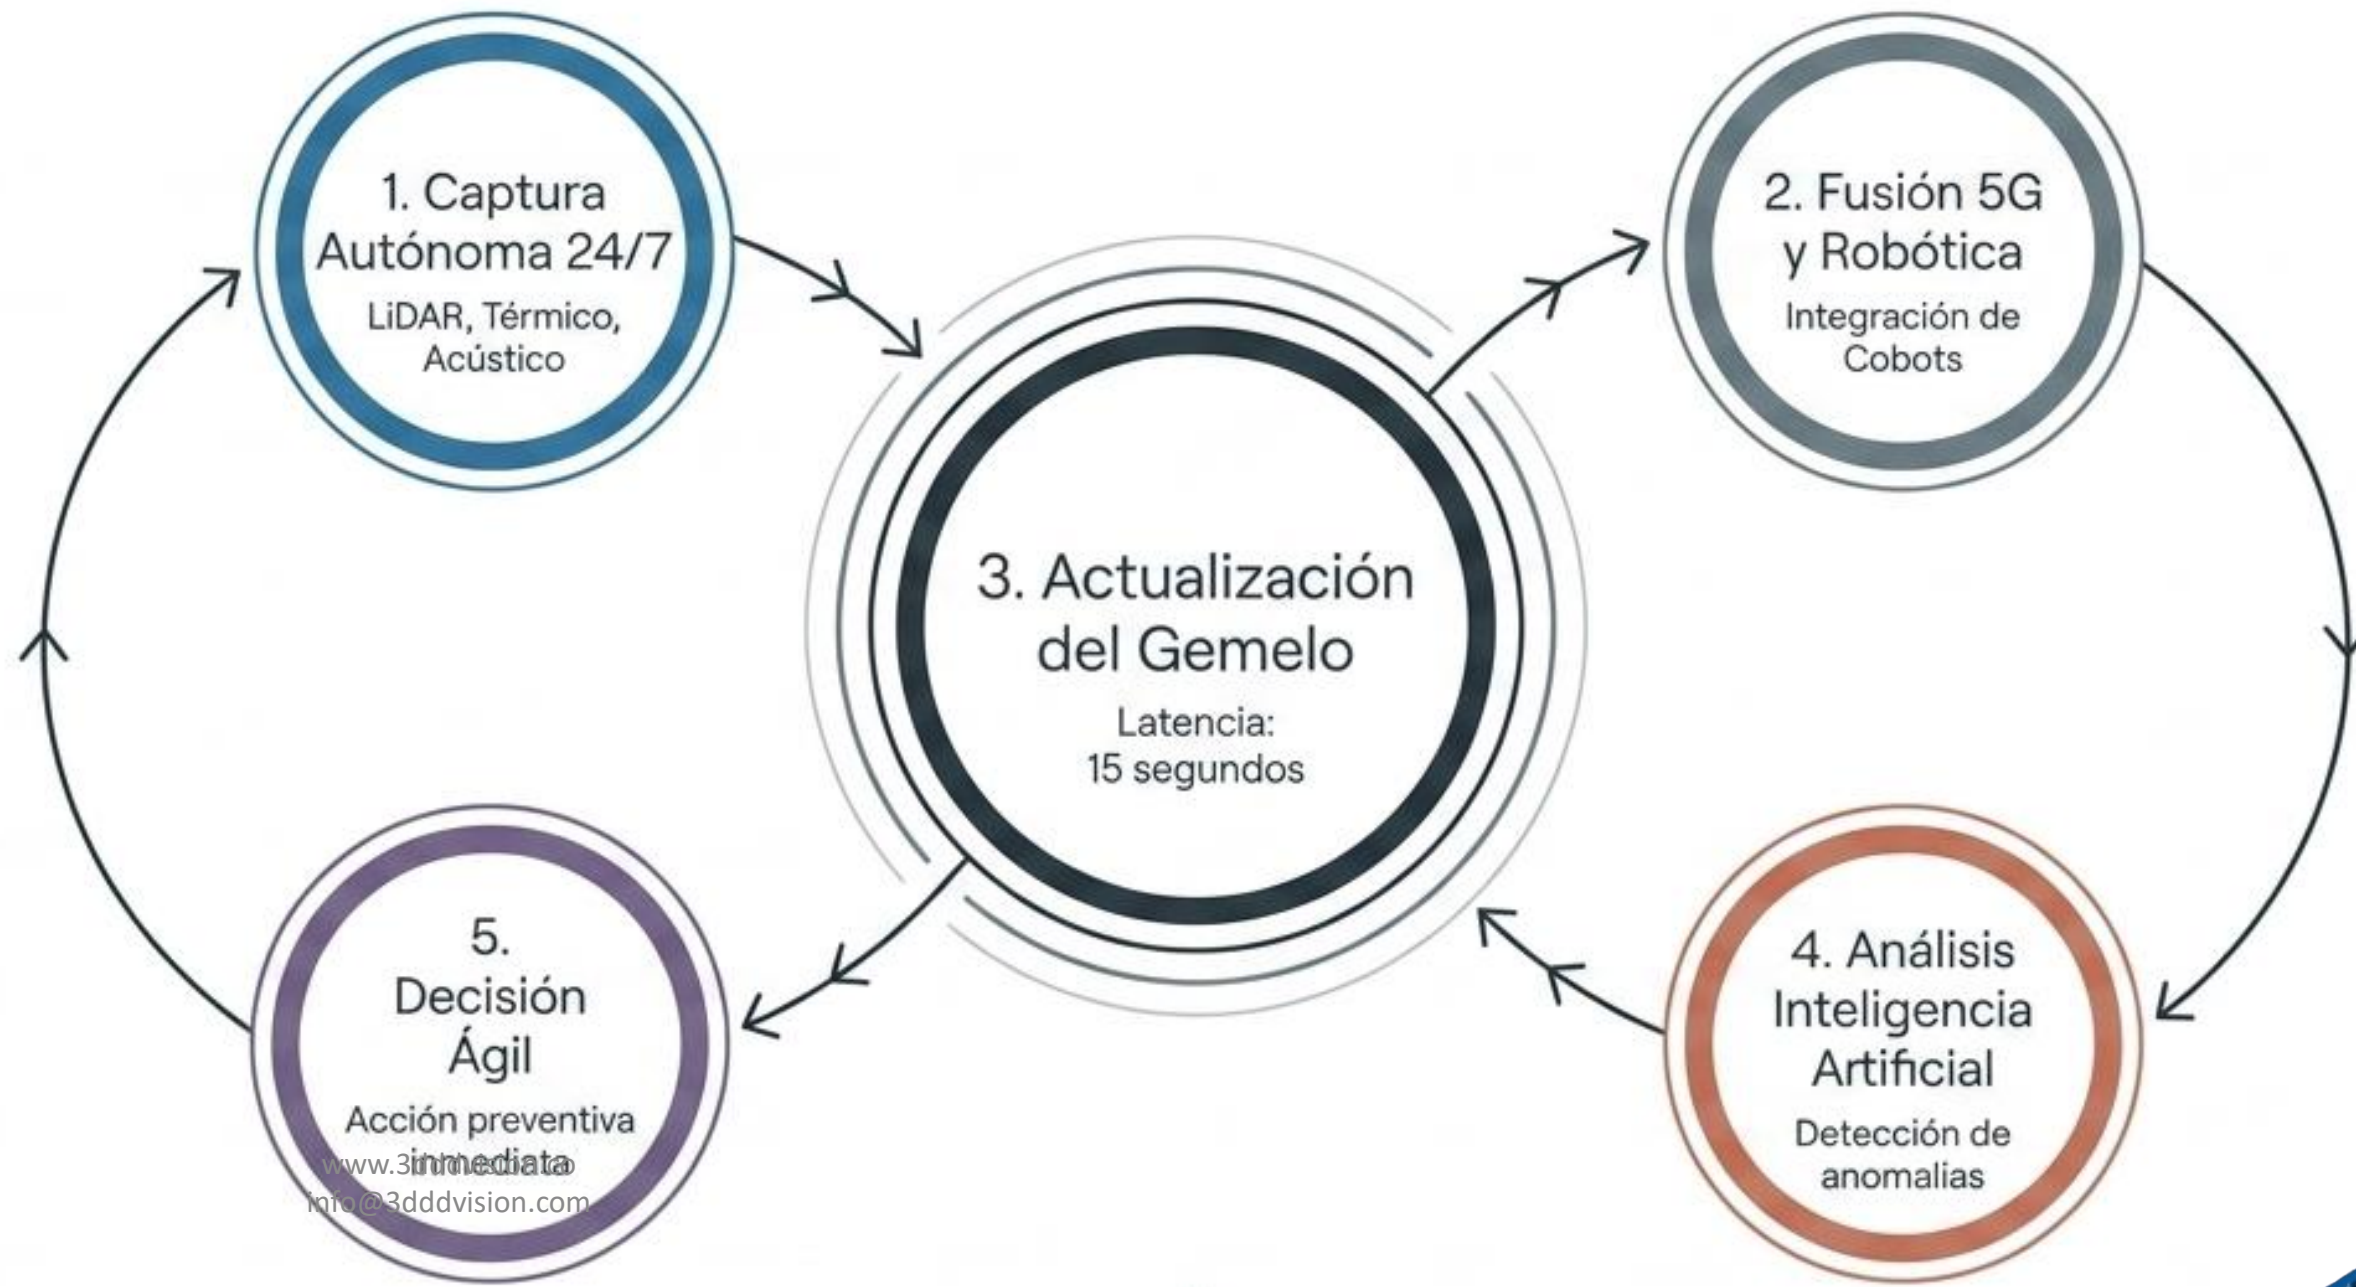 1. Captura
Autónoma 24/7
LiDAR, Térmico,
Acústico
2. Fusión 5G
y Robótica
Integración de
Cobots
3. Actualización
del Gemelo
Latencia:
15 segundos
4. Análisis
Inteligencia
Artificial
Detección de
anomalias
5.
Decisión
Ágil
Acción preventiva
inmediata
info@3dddvision.com